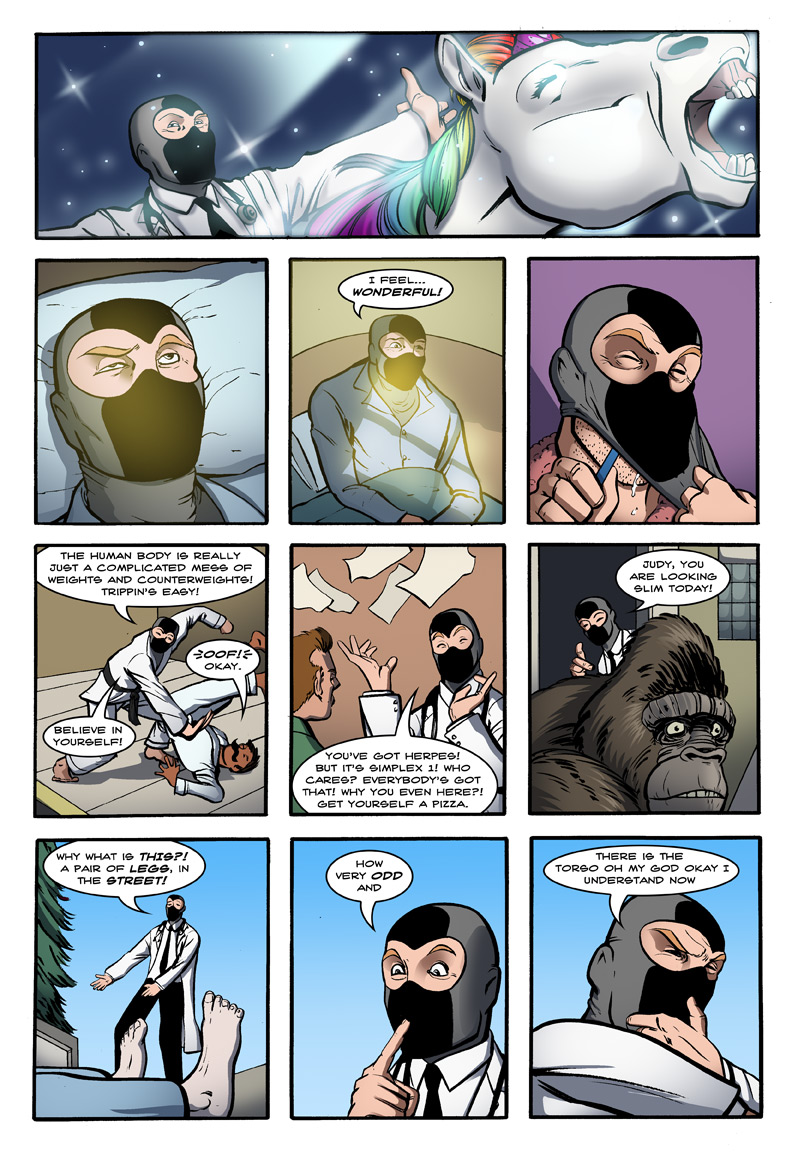 I FEEL...
WONDERFUL!
THE HUMAN BODY IS REALLY
JUST A COMPLICATED MESS OF
WEIGHTS AND COUNTERWEIGHTS!
TRIPPIN'S EASY!
OOF!
OKAY.
BELIEVE IN
YOURSELF!
YOU'VE GOT HERPES!
BUT IT'S SIMPLEX 1! WHO
CARES? EVERYBODY'S GOT
THAT! WHY YOU EVEN HERE?!
GET YOURSELF A PIZZA.
JUDY, YOU
ARE LOOKING
SLIM TODAY!
WHY WHAT IS THIS?!
A PAIR OF LEGS, IN
THE STREET!
HOW
VERY ODD
AND
THERE IS THE
TORSO OH MY GOD OKAY I
UNDERSTAND NOW